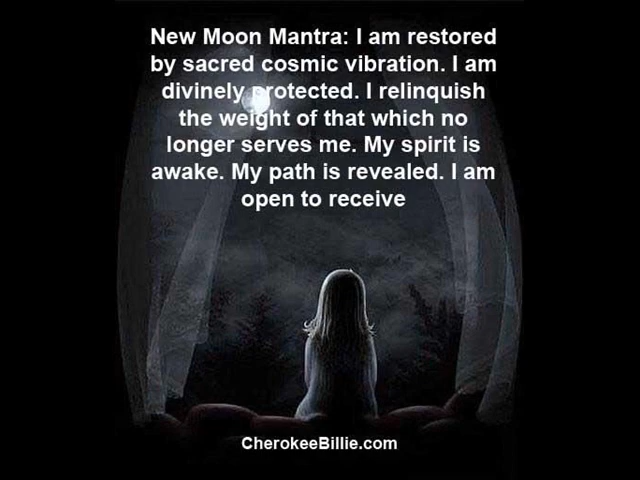 New Moon Mantra: I am restored
by sacred cosmic vibration. I am
divinely protected. I relinquish
the weight of that which no
longer serves me. My spirit is
awake. My path is revealed. I am
open to receive
CherokeeBillie.com